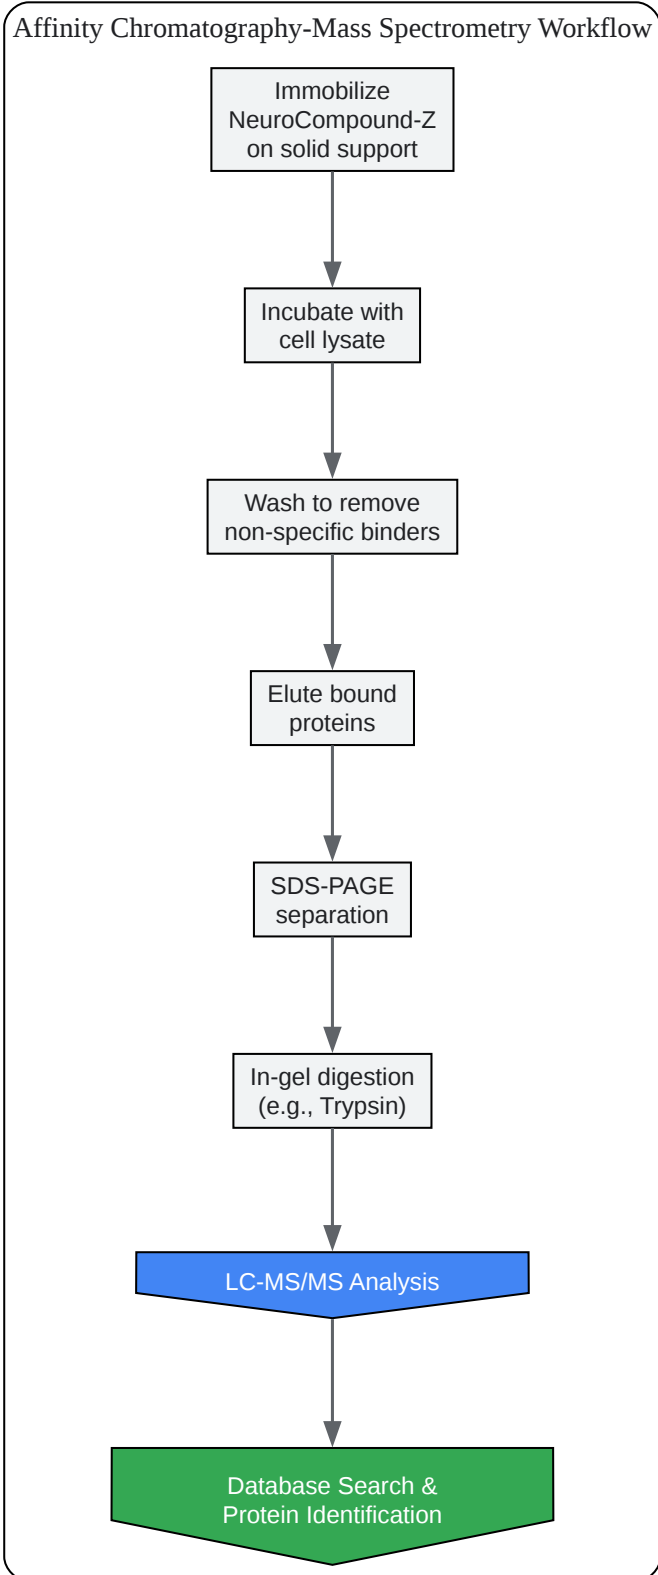 Affinity Chromatography-Mass Spectrometry Workflow
Immobilize
NeuroCompound-Z
on solid support
Incubate with
cell lysate
Wash to remove
non-specific binders
Elute bound
proteins
SDS-PAGE
separation
In-gel digestion
(e.g., Trypsin)
LC-MS/MS Analysis
Database Search &
Protein Identification